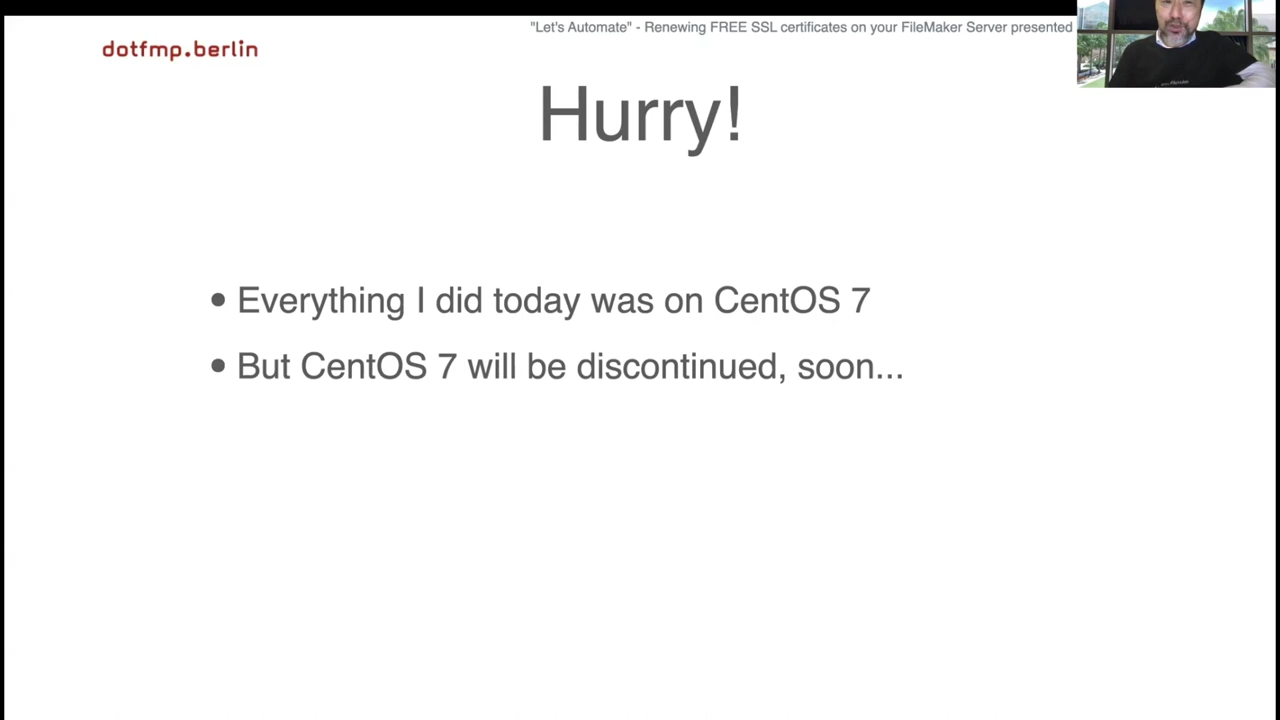 "Let's Automate" - Renewing FREE SSL certificates on your FileMaker Server presented
dotfmp.berlin
Hurry!
• Everything I did today was on CentOS 7
• But CentOS 7 will be discontinued, soon...